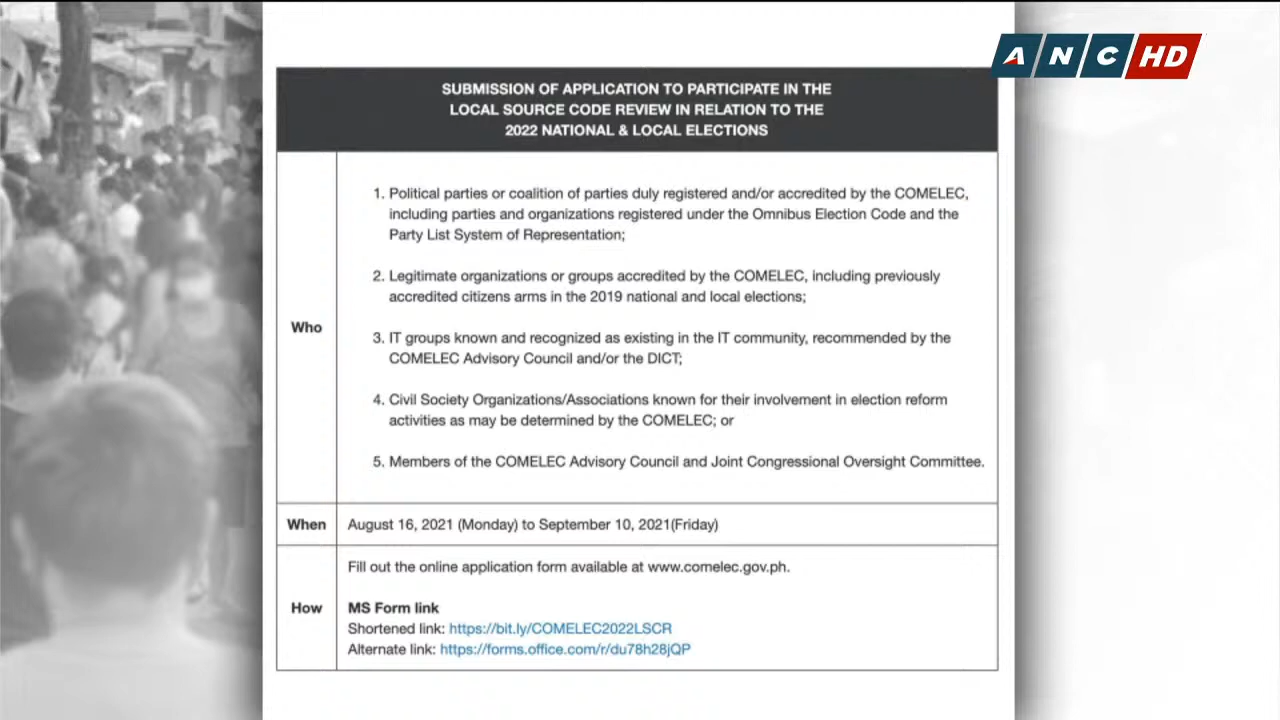 ANC HD
SUBMISSION OF APPLICATION TO PARTICIPATE IN THE
LOCAL SOURCE CODE REVIEW IN RELATION TO THE
2022 NATIONAL & LOCAL ELECTIONS
Who
1. Political parties or coalition of parties duly registered and/or accredited by the COMELEC,
including parties and organizations registered under the Omnibus Election Code and the
Party List System of Representation;
2. Legitimate organizations or groups accredited by the COMELEC, including previously
accredited citizens arms in the 2019 national and local elections;
3. IT groups known and recognized as existing in the IT community, recommended by the
COMELEC Advisory Council and/or the DICT;
4. Civil Society Organizations/Associations known for their involvement in election reform
activities as may be determined by the COMELEC; or
5. Members of the COMELEC Advisory Council and Joint Congressional Oversight Committee.
When
August 16, 2021 (Monday) to September 10, 2021(Friday)
How
Fill out the online application form available at www.comelec.gov.ph.
MS Form link
Shortened link: https://bit.ly/COMELEC2022LSCR
Alternate link: https://forms.office.com/r/du78h28jQP